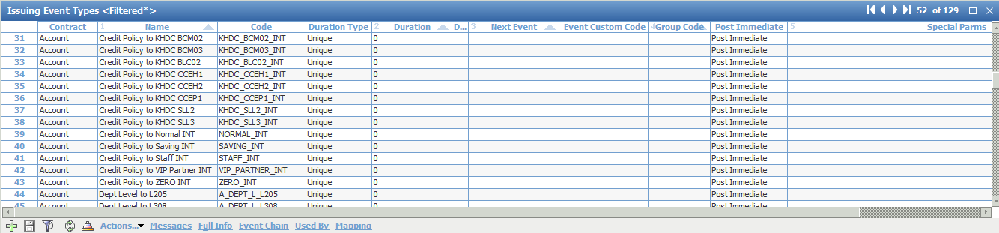 Issuing Event Types <Filtered*> 52 of 129
Contract 1 Name Code Duration Type 2 Duration D... 3 Next Event Event Custom Code 4 Group Code Post Immediate 5 Special Parms
31 Account Credit Policy to KHDC BCM02 KHDC_BCM02_INT Unique 0 Post Immediate
32 Account Credit Policy to KHDC BCM03 KHDC_BCM03_INT Unique 0 Post Immediate
33 Account Credit Policy to KHDC BLC02 KHDC_BLC02_INT Unique 0 Post Immediate
34 Account Credit Policy to KHDC CCEH1 KHDC_CCEH1_INT Unique 0 Post Immediate
35 Account Credit Policy to KHDC CCEH2 KHDC_CCEH2_INT Unique 0 Post Immediate
36 Account Credit Policy to KHDC CCEP1 KHDC_CCEP1_INT Unique 0 Post Immediate
37 Account Credit Policy to KHDC SLL2 KHDC_SLL2_INT Unique 0 Post Immediate
38 Account Credit Policy to KHDC SLL3 KHDC_SLL3_INT Unique 0 Post Immediate
39 Account Credit Policy to Normal INT NORMAL_INT Unique 0 Post Immediate
40 Account Credit Policy to Saving INT SAVING_INT Unique 0 Post Immediate
41 Account Credit Policy to Staff INT STAFF_INT Unique 0 Post Immediate
42 Account Credit Policy to VIP Partner INT VIP_PARTNER_INT Unique 0 Post Immediate
43 Account Credit Policy to ZERO INT ZERO_INT Unique 0 Post Immediate
44 Account Dept Level to L205 A_DEPT_L_L205 Unique 0 Post Immediate
45 Account Dept Level to L308 A_DEPT_L_L308 Unique 0 Post Immediate
Actions... Messages Full Info Event Chain Used By Mapping